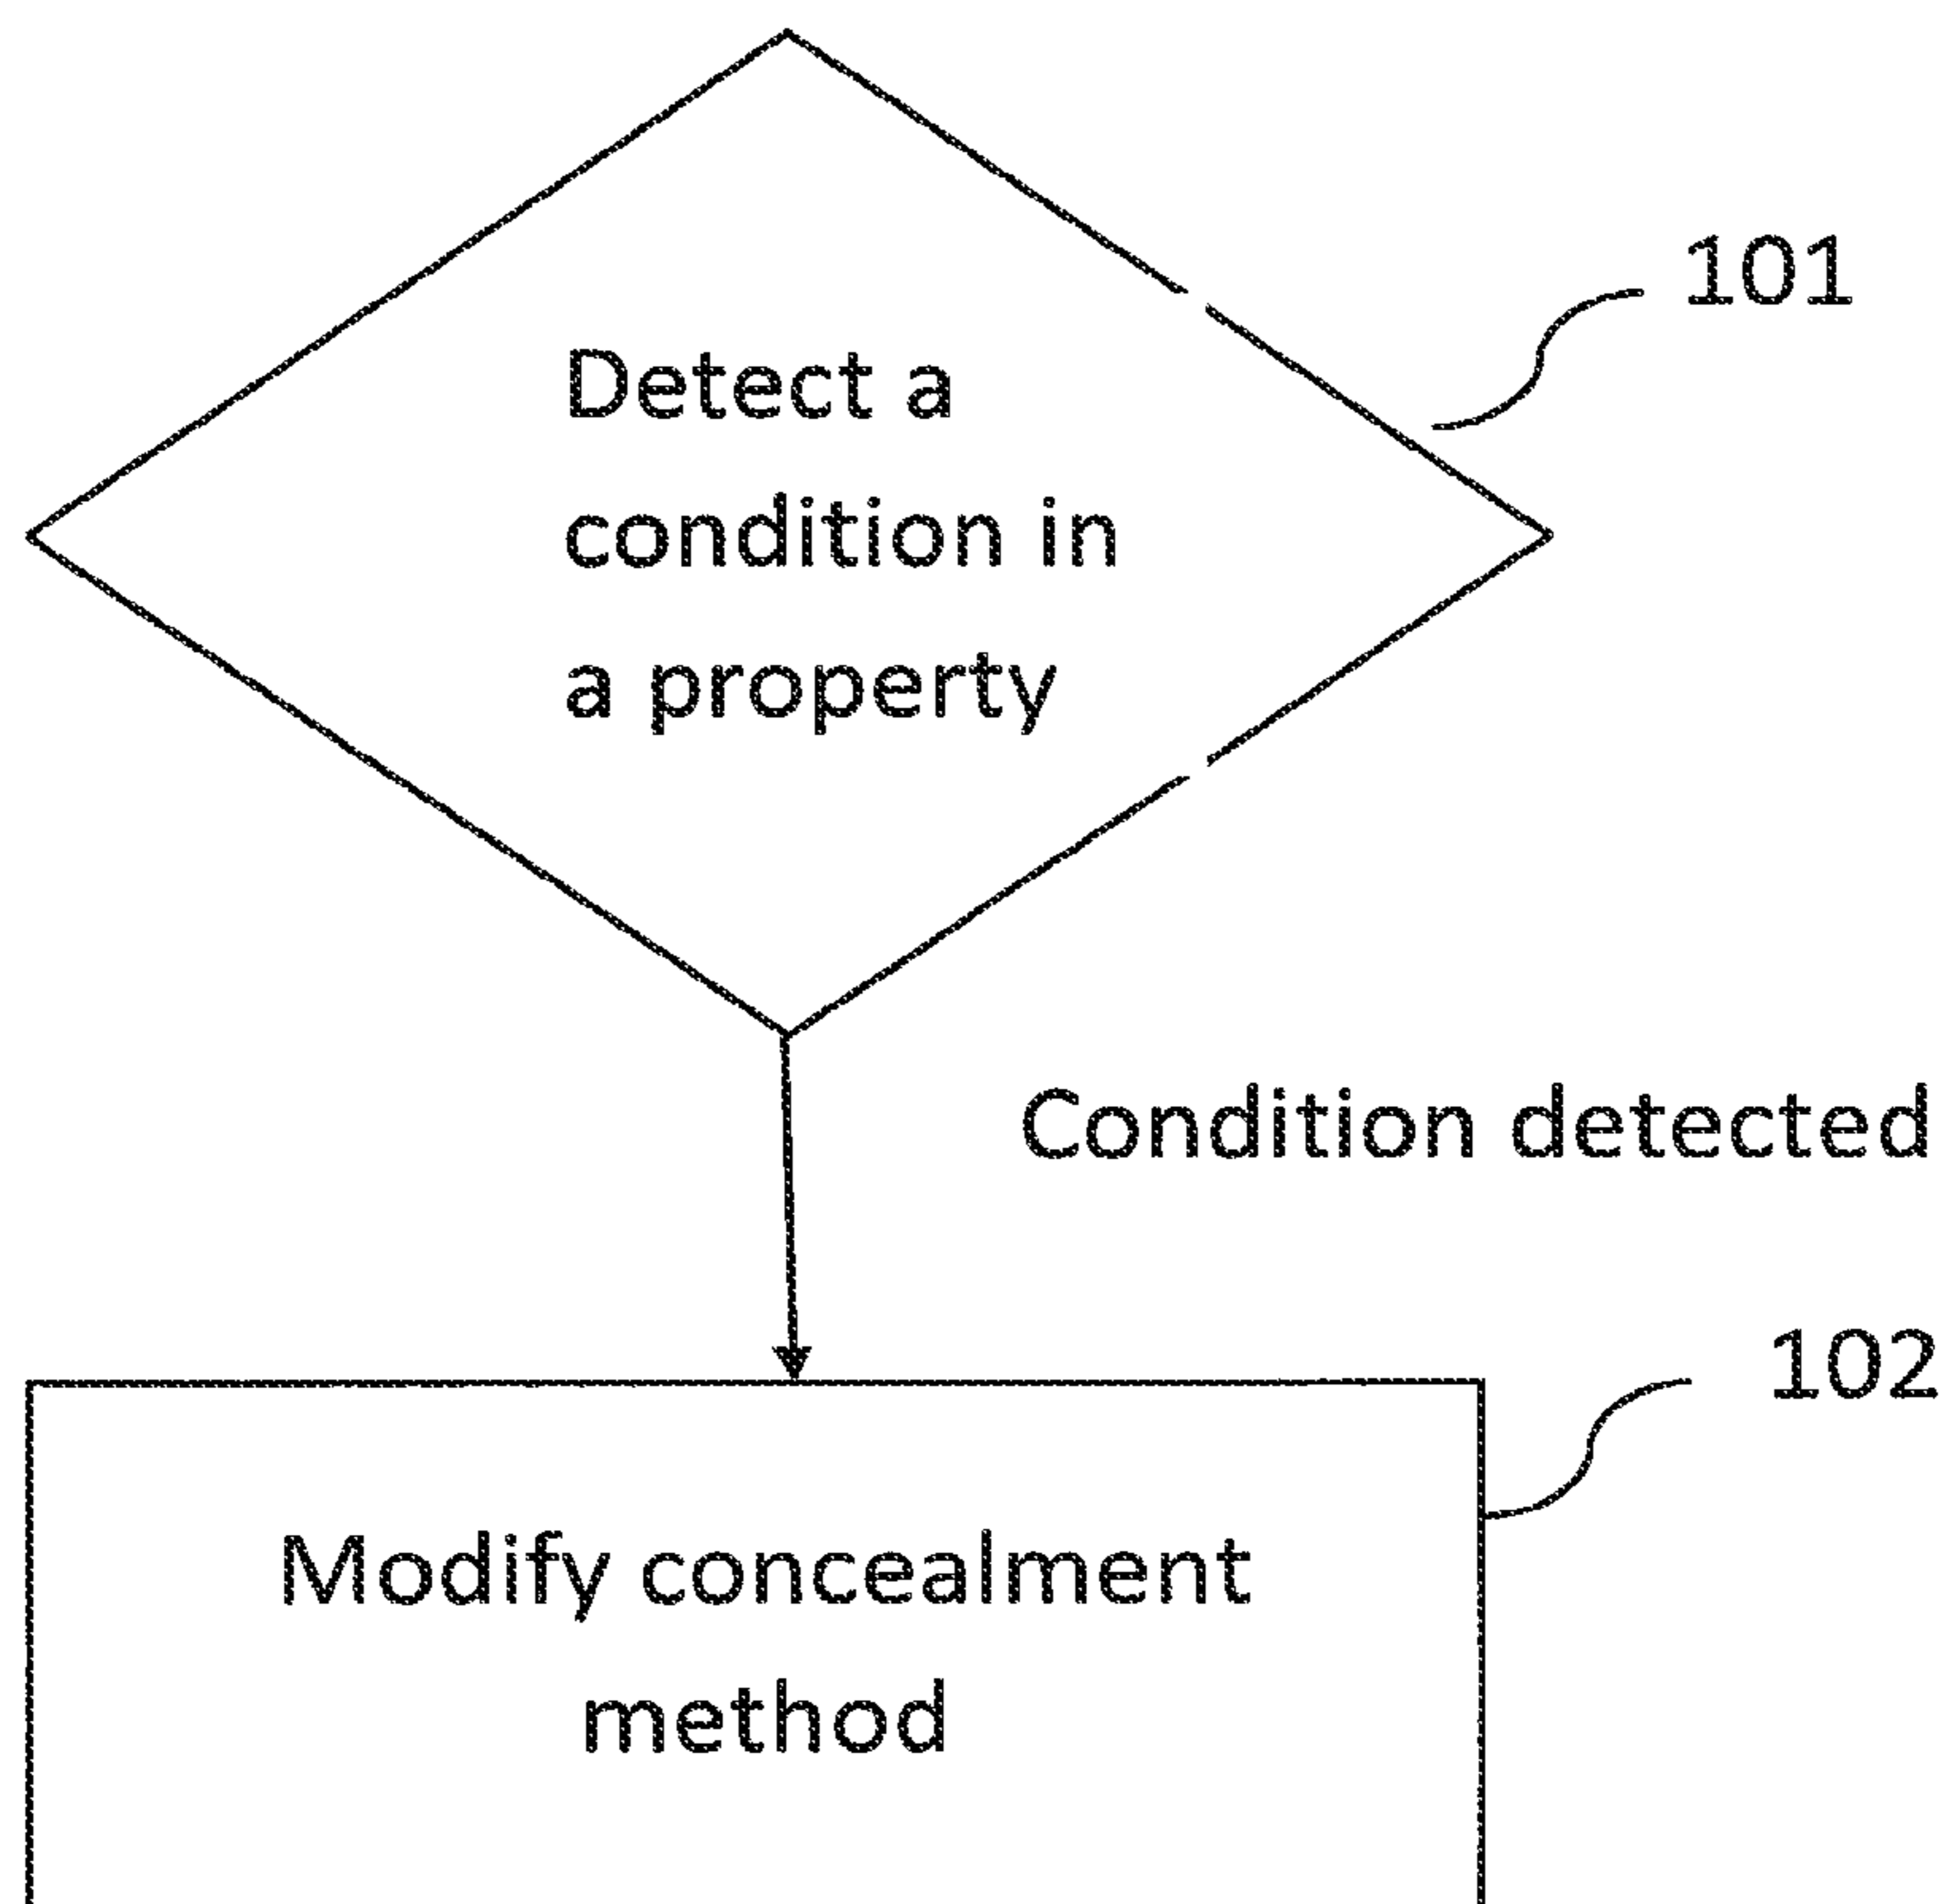 101
Detect a
condition in
a property
Condition detected
102
Modify concealment
method